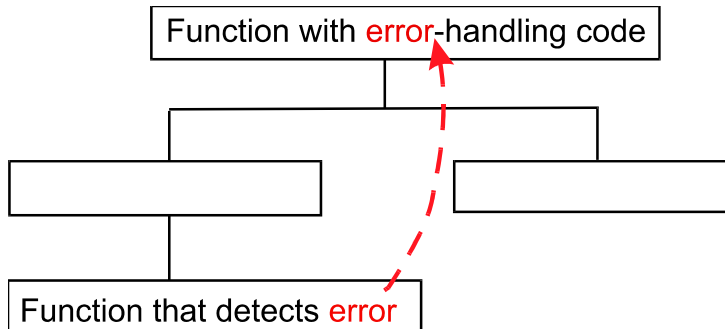 Function with error-handling code
Function that detects error